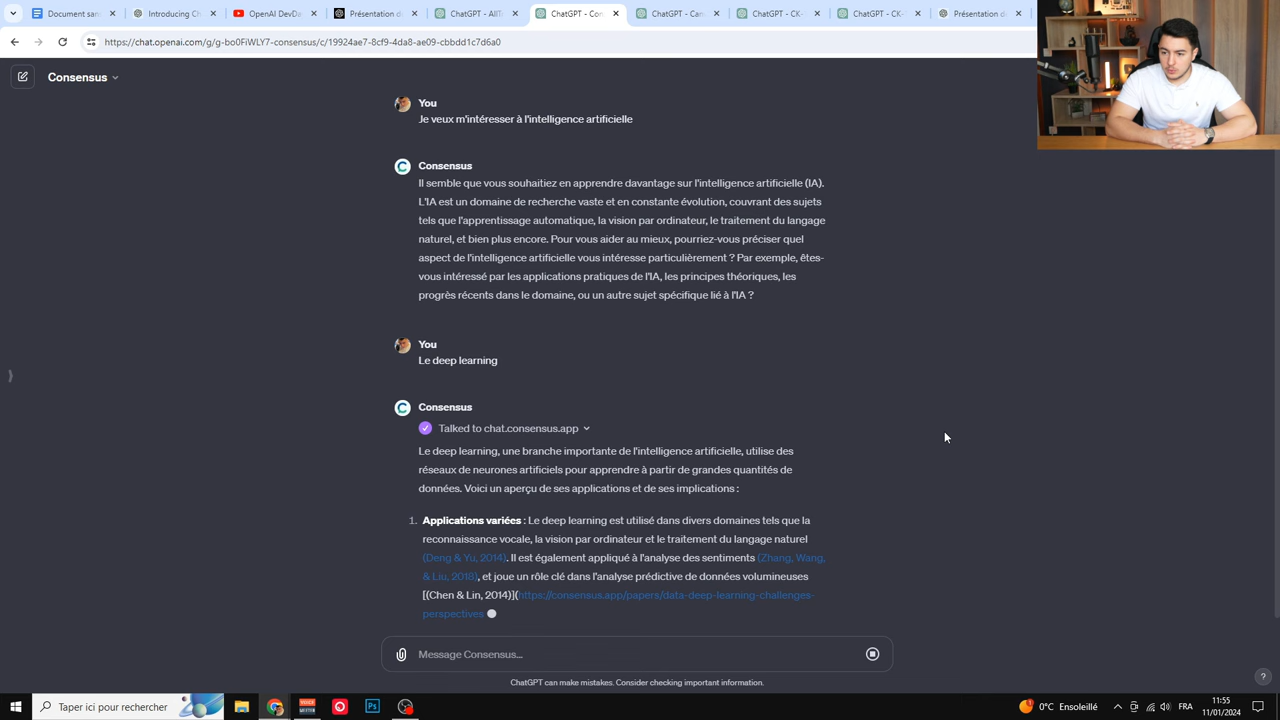 Document sans
Introducing Ch
OpenAI DevDa
Présentation d
ChatGPT - AllTr
ChatGPT - Con
ChatGPT - Can
ChatGPT - Cha
ChatGPT - CK-
Présentation de
https://chat.openai.com/g/g-bo0FiWLY7-consensus/c/19924ae7-8cf9-4da8-ae09-cbbdd1c7d6a0
Consensus
You
Je veux m'intéresser à l'intelligence artificielle
Consensus
Il semble que vous souhaitiez en apprendre davantage sur l'intelligence artificielle (IA).
L'IA est un domaine de recherche vaste et en constante évolution, couvrant des sujets
tels que l'apprentissage automatique, la vision par ordinateur, le traitement du langage
naturel, et bien plus encore. Pour vous aider au mieux, pourriez-vous préciser quel
aspect de l'intelligence artificielle vous intéresse particulièrement ? Par exemple, êtes-
vous intéressé par les applications pratiques de l'IA, les principes théoriques, les
progrès récents dans le domaine, ou un autre sujet spécifique lié à l'IA ?
You
Le deep learning
Consensus
Talked to chat.consensus.app
Le deep learning, une branche importante de l'intelligence artificielle, utilise des
réseaux de neurones artificiels pour apprendre à partir de grandes quantités de
données. Voici un aperçu de ses applications et de ses implications :
1. Applications variées : Le deep learning est utilisé dans divers domaines tels que la
reconnaissance vocale, la vision par ordinateur et le traitement du langage naturel
(Deng & Yu, 2014). Il est également appliqué à l'analyse des sentiments (Zhang, Wang,
& Liu, 2018), et joue un rôle clé dans l'analyse prédictive de données volumineuses
[(Chen & Lin, 2014)](https://consensus.app/papers/data-deep-learning-challenges-
perspectives
Message Consensus...
ChatGPT can make mistakes. Consider checking important information.
?
Taper ici pour rechercher
Ps
0°C Ensoleillé
FRA
11:55
11/01/2024